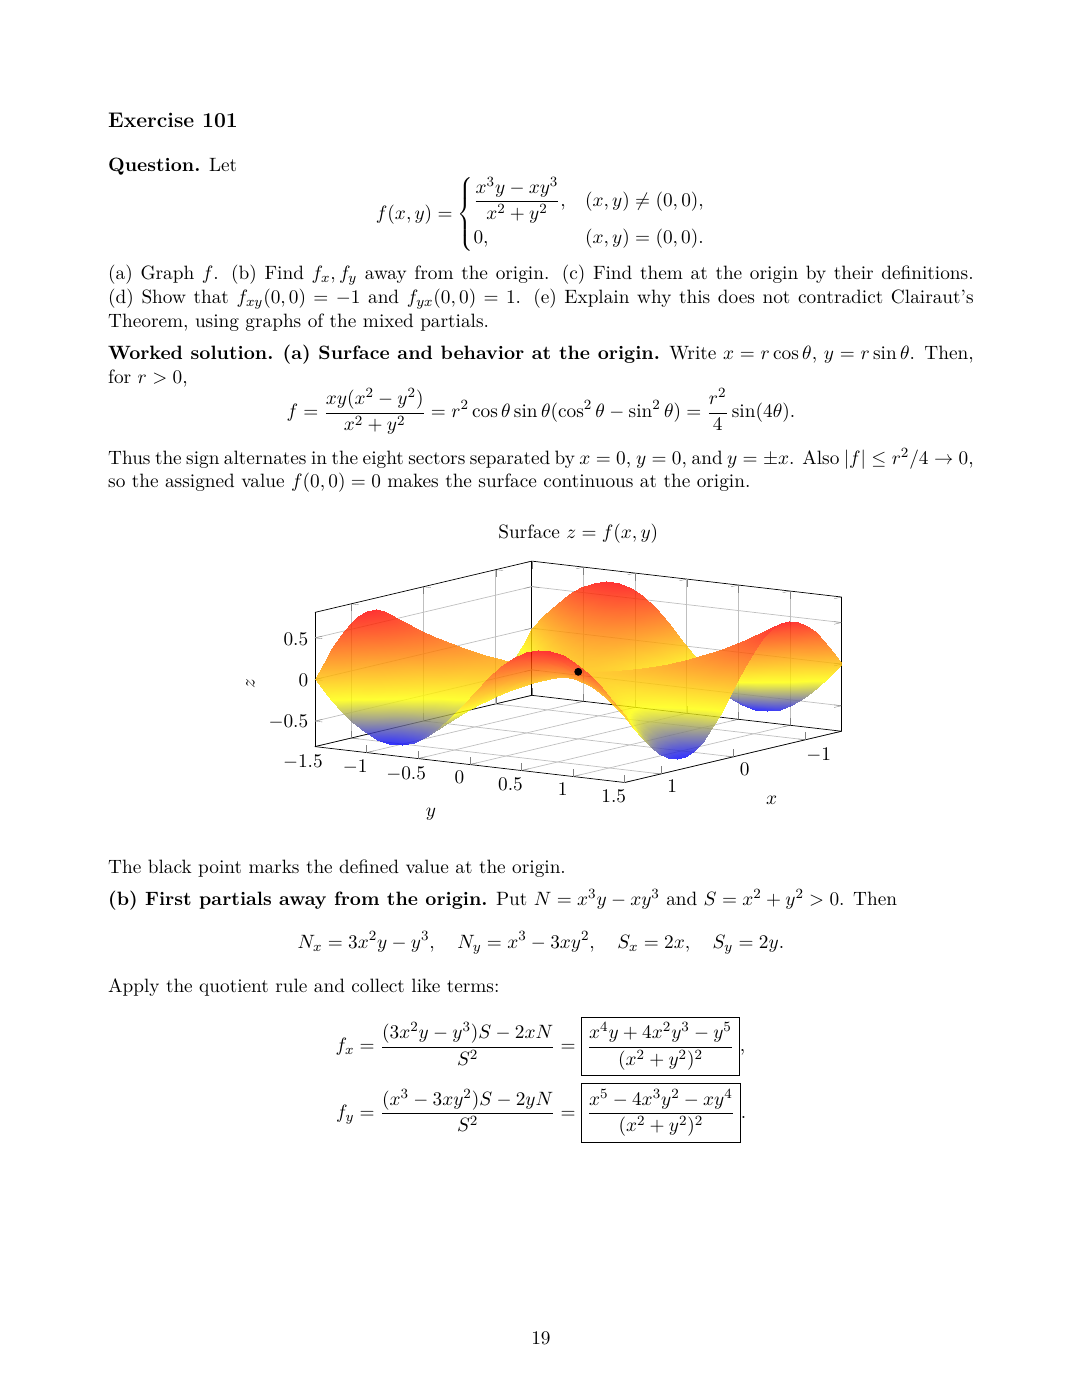 Exercise 101
Question. Let
f(x, y) = { (x³y − xy³)/(x² + y²), (x, y) ≠ (0, 0),
0, (x, y) = (0, 0).
(a) Graph f. (b) Find fₓ, f_y away from the origin. (c) Find them at the origin by their definitions.
(d) Show that f_xy(0, 0) = −1 and f_yx(0, 0) = 1. (e) Explain why this does not contradict Clairaut's
Theorem, using graphs of the mixed partials.
Worked solution. (a) Surface and behavior at the origin. Write x = r cos θ, y = r sin θ. Then,
for r > 0,
f = xy(x² − y²)/(x² + y²) = r² cos θ sin θ(cos² θ − sin² θ) = r²/4 sin(4θ).
Thus the sign alternates in the eight sectors separated by x = 0, y = 0, and y = ±x. Also |f| ≤ r²/4 → 0,
so the assigned value f(0, 0) = 0 makes the surface continuous at the origin.
Surface z = f(x, y)
0.5
0
−0.5
z
−1.5
−1
−0.5
0
0.5
1
1.5
y
1
0
−1
x
The black point marks the defined value at the origin.
(b) First partials away from the origin. Put N = x³y − xy³ and S = x² + y² > 0. Then
Nₓ = 3x²y − y³, N_y = x³ − 3xy², Sₓ = 2x, S_y = 2y.
Apply the quotient rule and collect like terms:
fₓ = ((3x²y − y³)S − 2xN)/S² = (x⁴y + 4x²y³ − y⁵)/(x² + y²)²,
f_y = ((x³ − 3xy²)S − 2yN)/S² = (x⁵ − 4x³y² − xy⁴)/(x² + y²)².
19